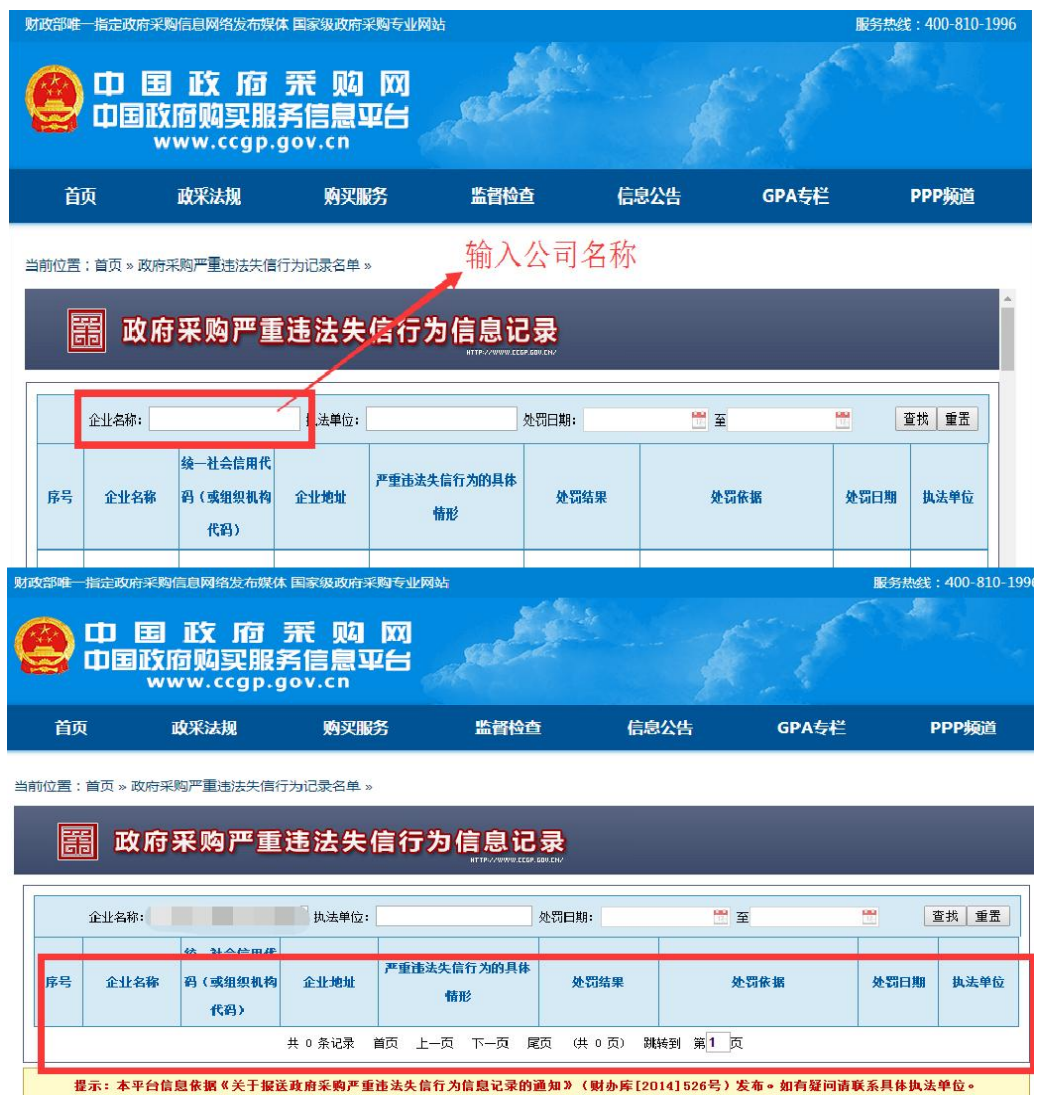 财政部唯一指定政府采购信息网络发布媒体 国家级政府采购专业网站 服务热线：400-810-1996
中国政府采购网
中国政府购买服务信息平台
www.ccgp.gov.cn
首页 政采法规 购买服务 监督检查 信息公告 GPA专栏 PPP频道
输入公司名称
当前位置：首页 » 政府采购严重违法失信行为记录名单 »
政府采购严重违法失信行为信息记录
HTTP://WWW.CCGP.GOV.CN/
企业名称： 执法单位： 处罚日期： 至 查找 重置
序号 企业名称 统一社会信用代码（或组织机构代码） 企业地址 严重违法失信行为的具体情形 处罚结果 处罚依据 处罚日期 执法单位
财政部唯一指定政府采购信息网络发布媒体 国家级政府采购专业网站 服务热线：400-810-1996
中国政府采购网
中国政府购买服务信息平台
www.ccgp.gov.cn
首页 政采法规 购买服务 监督检查 信息公告 GPA专栏 PPP频道
当前位置：首页 » 政府采购严重违法失信行为记录名单 »
政府采购严重违法失信行为信息记录
HTTP://WWW.CCGP.GOV.CN/
企业名称： 执法单位： 处罚日期： 至 查找 重置
序号 企业名称 统一社会信用代码（或组织机构代码） 企业地址 严重违法失信行为的具体情形 处罚结果 处罚依据 处罚日期 执法单位
共 0 条记录 首页 上一页 下一页 尾页 （共 0 页） 跳转到 第1页
提示：本平台信息依据《关于报送政府采购严重违法失信行为信息记录的通知》（财办库[2014]526号）发布。如有疑问请联系具体执法单位。